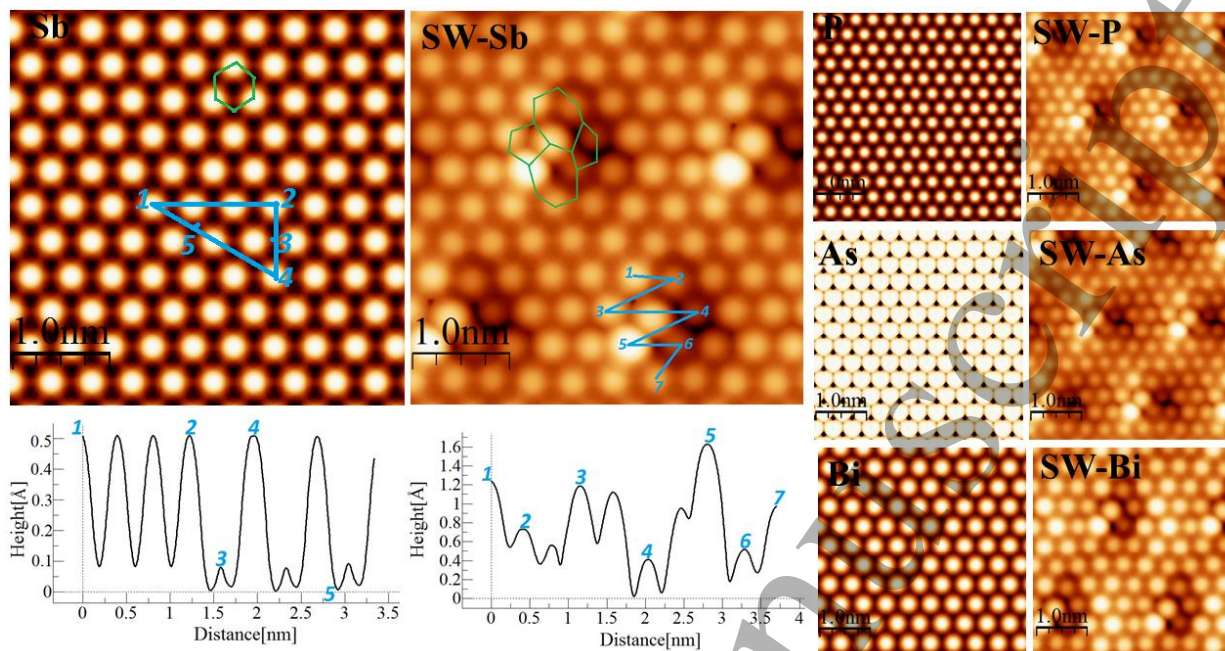 Sb
1 2
3
5
4
1.0nm
SW-Sb
1 2
3 4
5 6
7
1.0nm
P
1.0nm
SW-P
1.0nm
As
1.0nm
SW-As
1.0nm
Bi
1.0nm
SW-Bi
1.0nm
1 2 4
0.5
0.4
0.3
0.2
0.1
0
3
5
Height[Å]
0 0.5 1 1.5 2 2.5 3 3.5
Distance[nm]
1.6
1.4
1.2
1
0.8
0.6
0.4
0.2
0
1
2
3
4
5
6
7
Height[Å]
0 0.5 1 1.5 2 2.5 3 3.5 4
Distance[nm]